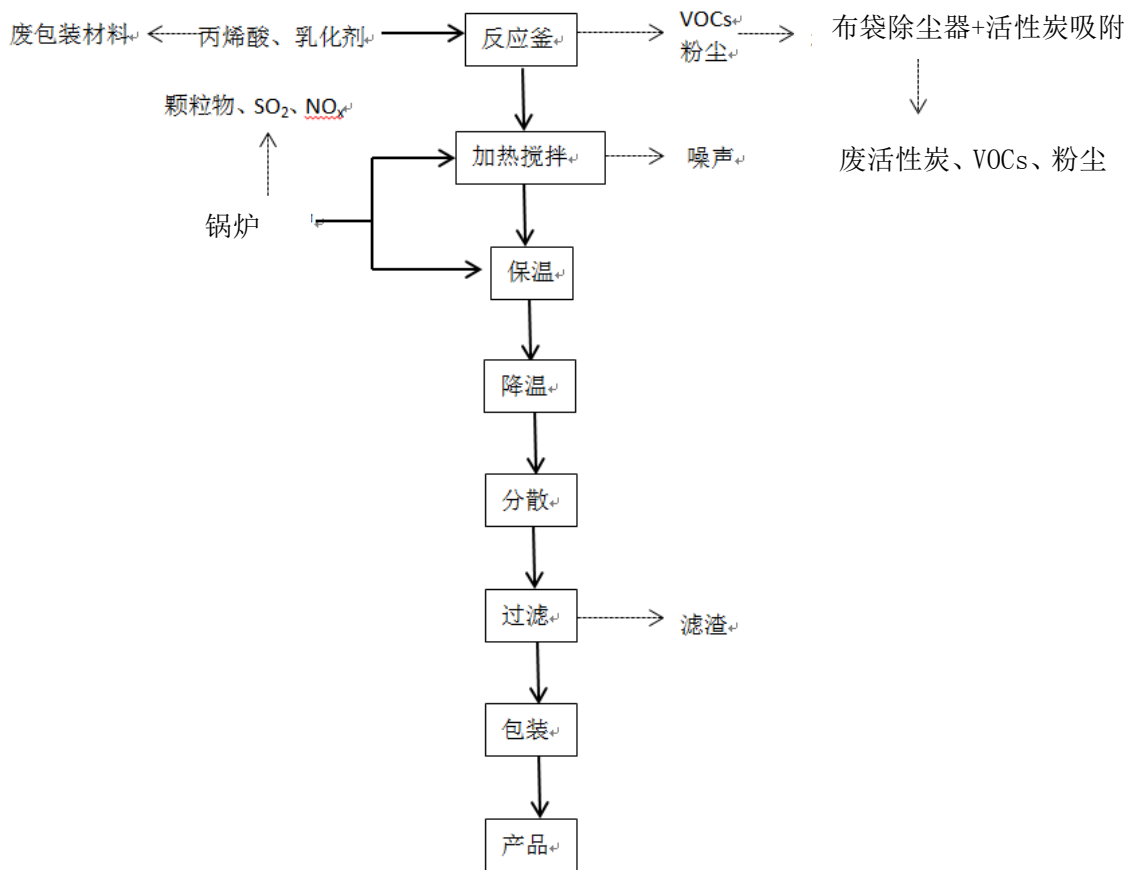 废包装材料
丙烯酸、乳化剂
反应釜
VOCs
粉尘
布袋除尘器+活性炭吸附
颗粒物、SO₂、NOₓ
加热搅拌
噪声
废活性炭、VOCs、粉尘
锅炉
保温
降温
分散
过滤
滤渣
包装
产品